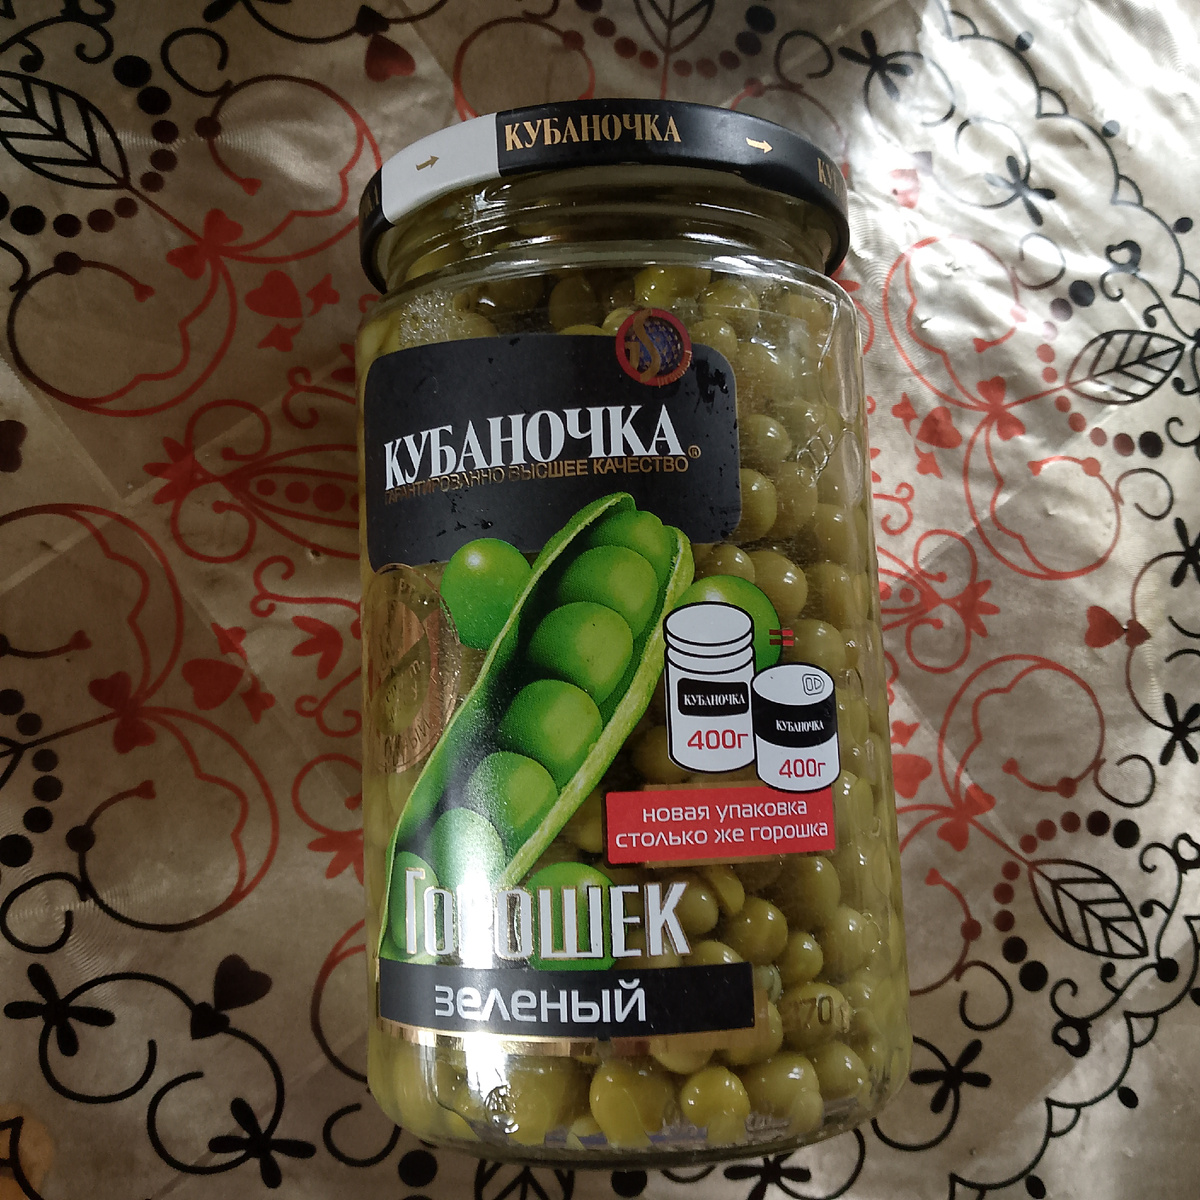 КУБАНОЧКА
КУБАНОЧКА®
ГАРАНТИРОВАННО ВЫСШЕЕ КАЧЕСТВО
КУБАНОЧКА
400г
=
КУБАНОЧКА
400г
новая упаковка
столько же горошка
Горошек
зеленый